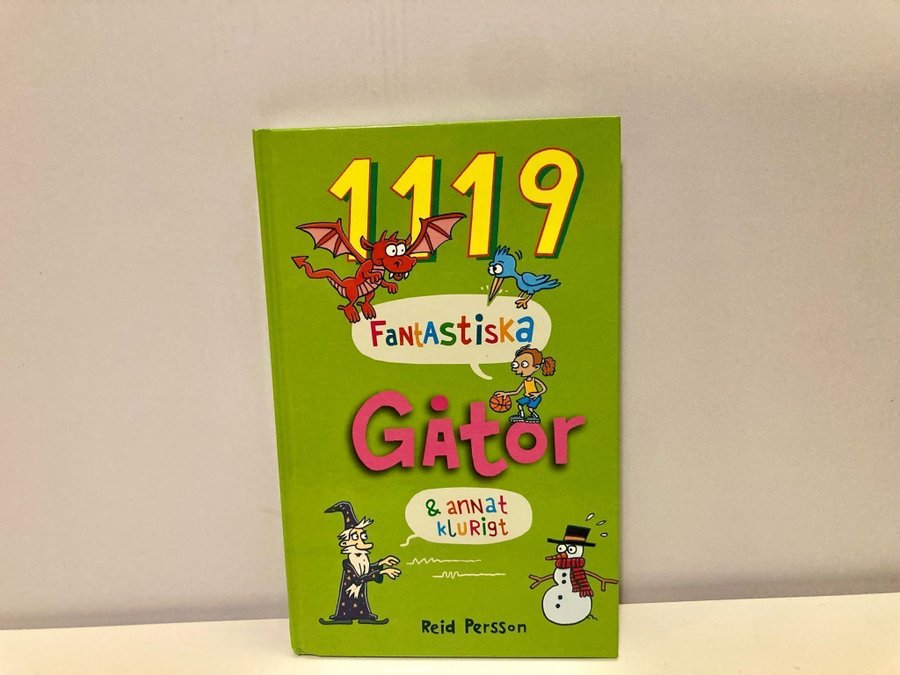 1119
Fantastiska
Gåtor
& annat
klurigt
Reid Persson